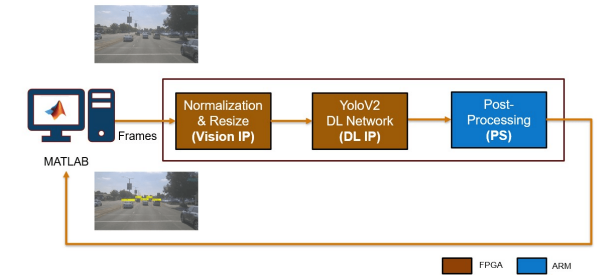 Normalization
& Resize
(Vision IP)
YoloV2
DL Network
(DL IP)
Post-
Processing
(PS)
Frames
MATLAB
FPGA
ARM